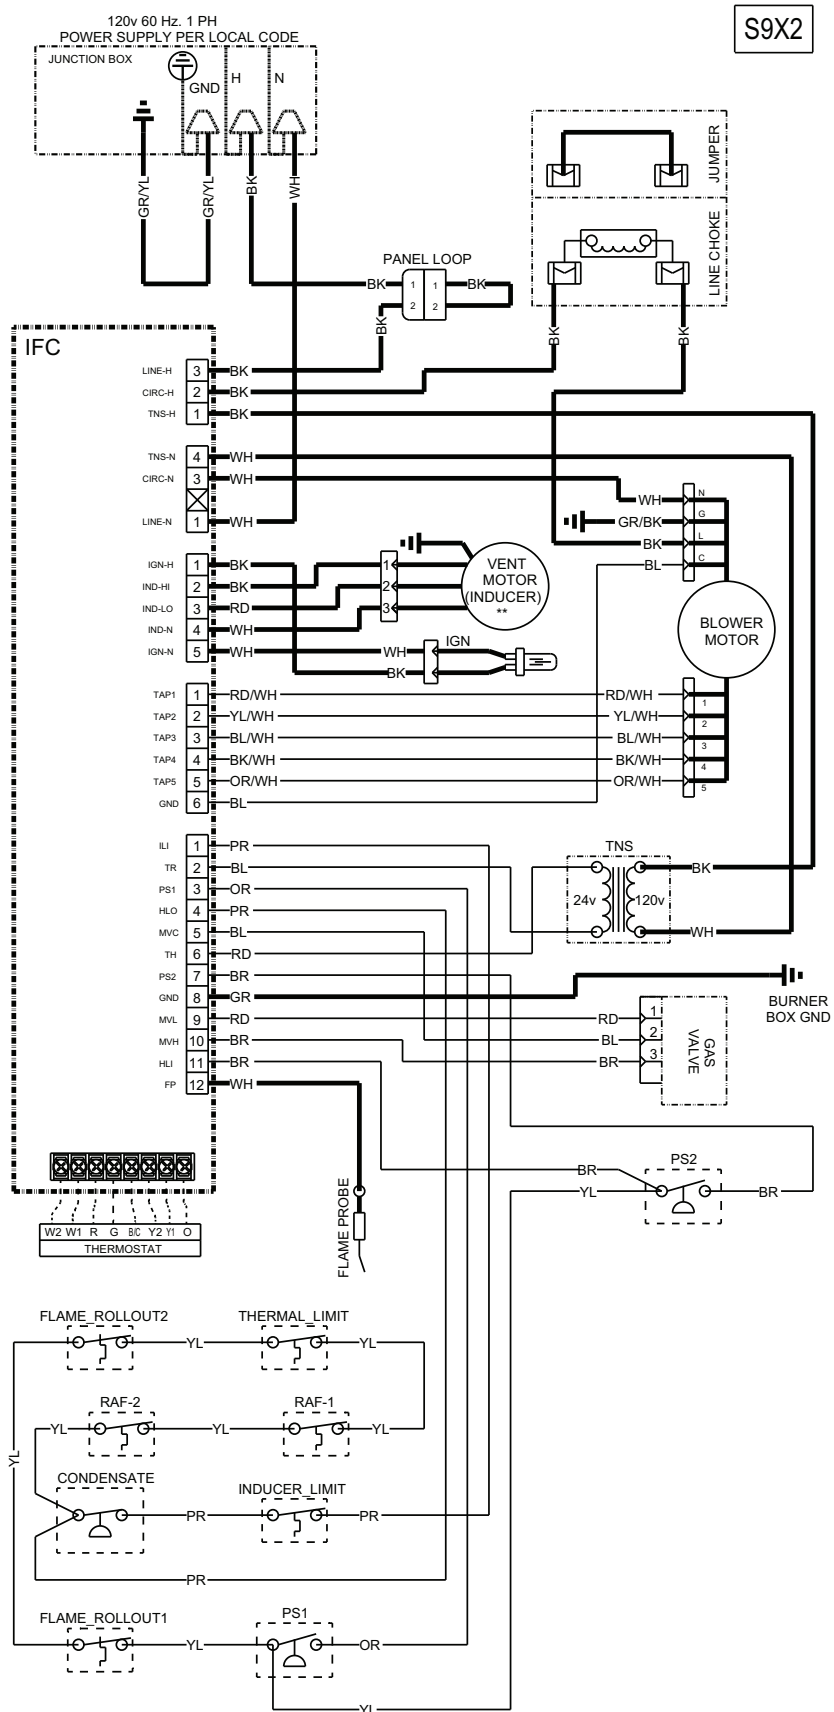 120v 60 Hz. 1 PH
POWER SUPPLY PER LOCAL CODE
S9X2
JUNCTION BOX
GND
H
N
GR/YL
GR/YL
BK
WH
JUMPER
LINE CHOKE
PANEL LOOP
BK
1
1
BK
2
2
BK
BK
BK
IFC
LINE-H
3
BK
CIRC-H
2
BK
TNS-H
1
BK
TNS-N
4
WH
CIRC-N
3
WH
LINE-N
1
WH
WH
N
GR/BK
G
BK
L
BL
C
BLOWER
MOTOR
IGN-H
1
BK
IND-HI
2
BK
IND-LO
3
RD
IND-N
4
WH
IGN-N
5
WH
1
2
3
VENT
MOTOR
(INDUCER)
**
IGN
WH
BK
TAP1
1
RD/WH
RD/WH
1
TAP2
2
YL/WH
YL/WH
2
TAP3
3
BL/WH
BL/WH
3
TAP4
4
BK/WH
BK/WH
4
TAP5
5
OR/WH
OR/WH
5
GND
6
BL
ILI
1
PR
TR
2
BL
PS1
3
OR
HLO
4
PR
MVC
5
BL
TH
6
RD
PS2
7
BR
GND
8
GR
MVL
9
RD
MVH
10
BR
HLI
11
BR
FP
12
WH
TNS
24v
120v
BK
WH
BURNER
BOX GND
RD
1
BL
2
BR
3
GAS
VALVE
PS2
BR
YL
BR
FLAME PROBE
W2 W1 R G B/C Y2 Y1 O
THERMOSTAT
FLAME_ROLLOUT2
THERMAL_LIMIT
YL
YL
RAF-2
RAF-1
YL
YL
YL
YL
CONDENSATE
INDUCER_LIMIT
PR
PR
PR
FLAME_ROLLOUT1
PS1
YL
OR
YL